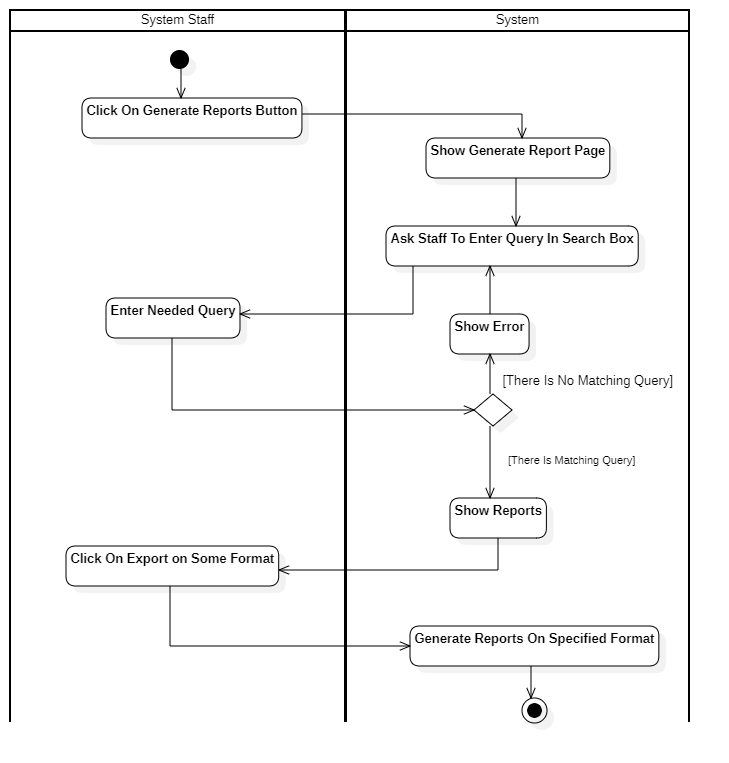 System Staff
System
Click On Generate Reports Button
Show Generate Report Page
Ask Staff To Enter Query In Search Box
Enter Needed Query
Show Error
[There Is No Matching Query]
[There Is Matching Query]
Show Reports
Click On Export on Some Format
Generate Reports On Specified Format